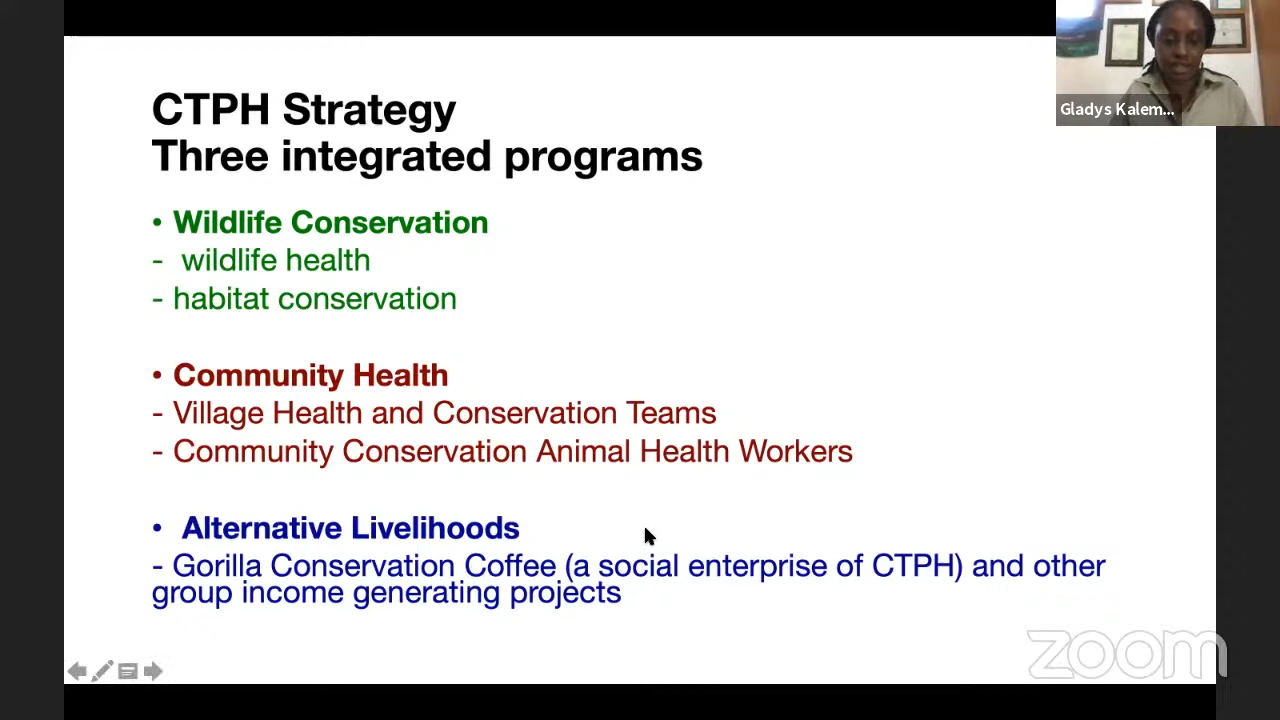 CTPH Strategy
Three integrated programs
• Wildlife Conservation
- wildlife health
- habitat conservation
• Community Health
- Village Health and Conservation Teams
- Community Conservation Animal Health Workers
• Alternative Livelihoods
- Gorilla Conservation Coffee (a social enterprise of CTPH) and other
group income generating projects
Gladys Kalem...
zoom